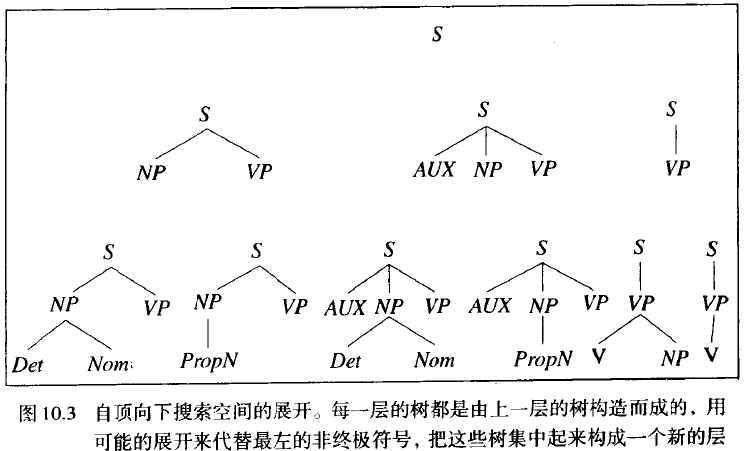 S
S S S
NP VP AUX NP VP VP
S S S S S S
NP VP NP VP AUX NP VP AUX NP VP VP VP
Det Nom PropN Det Nom PropN V NP V
图 10.3 自顶向下搜索空间的展开。每一层的树都是由上一层的树构造而成的，用
可能的展开来代替最左的非终极符号，把这些树集中起来构成一个新的层